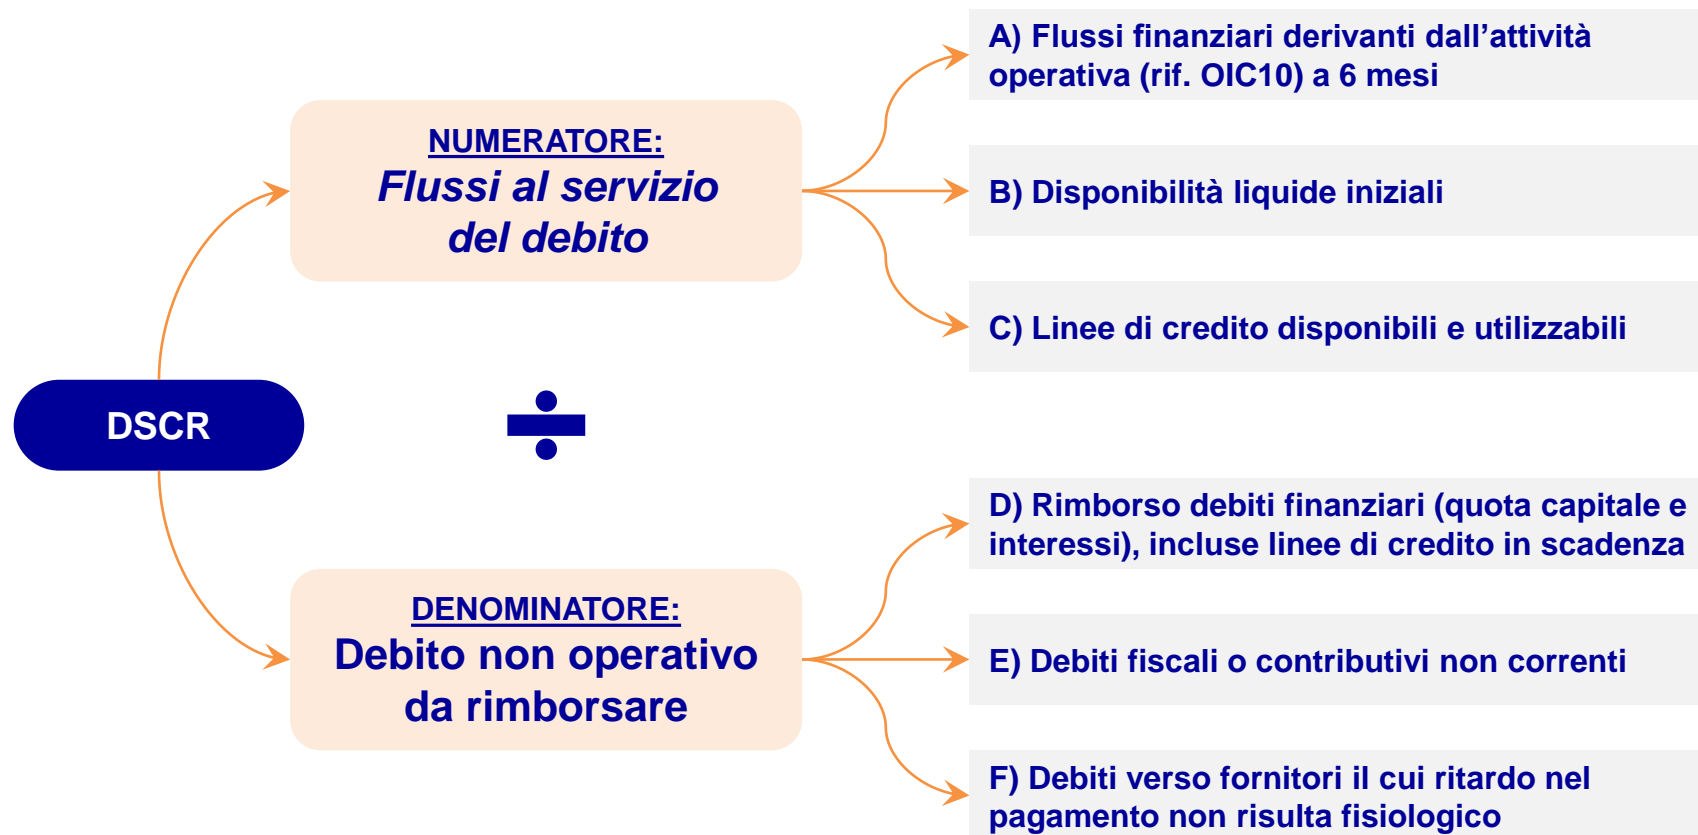 A) Flussi finanziari derivanti dall’attività
operativa (rif. OIC10) a 6 mesi
NUMERATORE:
Flussi al servizio
del debito
B) Disponibilità liquide iniziali
C) Linee di credito disponibili e utilizzabili
DSCR
÷
D) Rimborso debiti finanziari (quota capitale e
interessi), incluse linee di credito in scadenza
DENOMINATORE:
Debito non operativo
da rimborsare
E) Debiti fiscali o contributivi non correnti
F) Debiti verso fornitori il cui ritardo nel
pagamento non risulta fisiologico